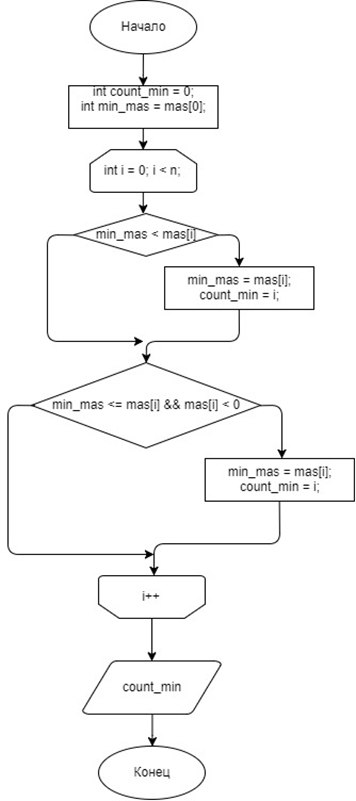 Начало
int count_min = 0;
int min_mas = mas[0];
int i = 0; i < n;
min_mas < mas[i]
min_mas = mas[i];
count_min = i;
min_mas <= mas[i] && mas[i] < 0
min_mas = mas[i];
count_min = i;
i++
count_min
Конец